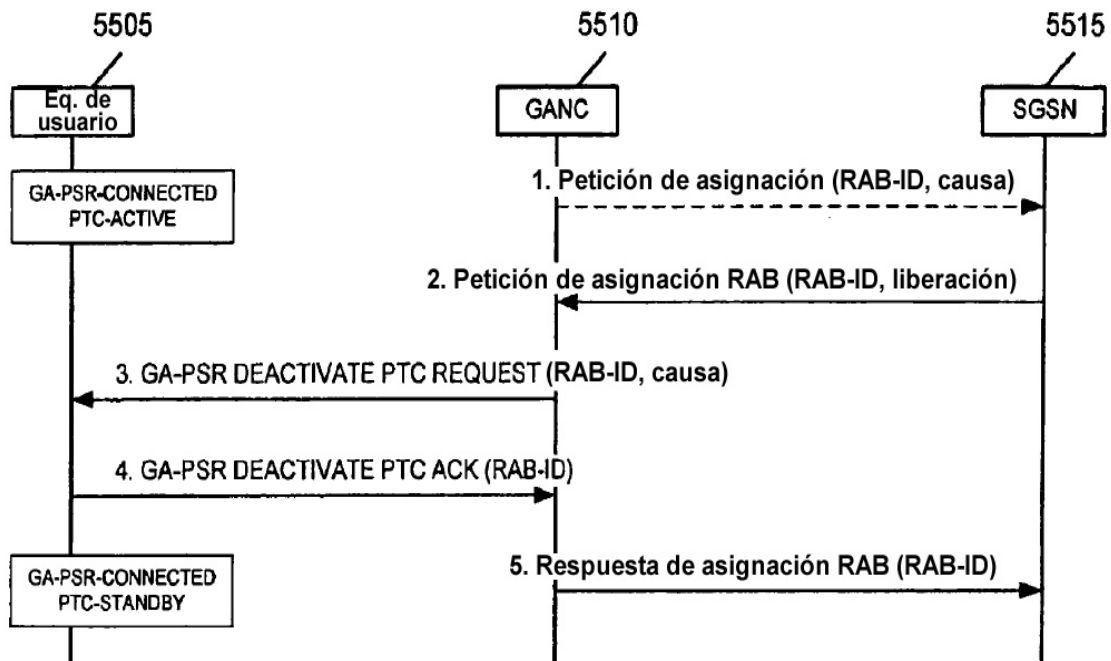 5505
5510
5515
Eq. de
usuario
GANC
SGSN
GA-PSR-CONNECTED
PTC-ACTIVE
1. Petición de asignación (RAB-ID, causa)
2. Petición de asignación RAB (RAB-ID, liberación)
3. GA-PSR DEACTIVATE PTC REQUEST (RAB-ID, causa)
4. GA-PSR DEACTIVATE PTC ACK (RAB-ID)
GA-PSR-CONNECTED
PTC-STANDBY
5. Respuesta de asignación RAB (RAB-ID)